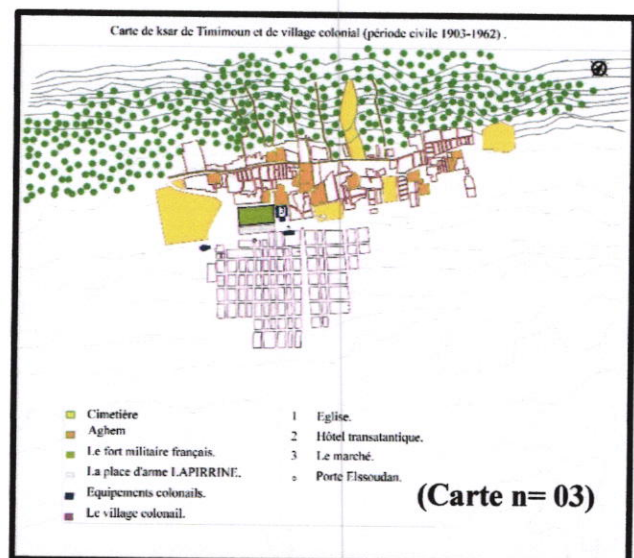 Carte de ksar de Timimoun et de village colonial (période civile 1903-1962) .
Cimetière
Aghem
Le fort militaire français.
La place d'arme LAPIRRINE.
Equipements colonails.
Le village colonail.
1 Eglise.
2 Hôtel transatantique.
3 Le marché.
Porte Elssoudan.
(Carte n= 03)